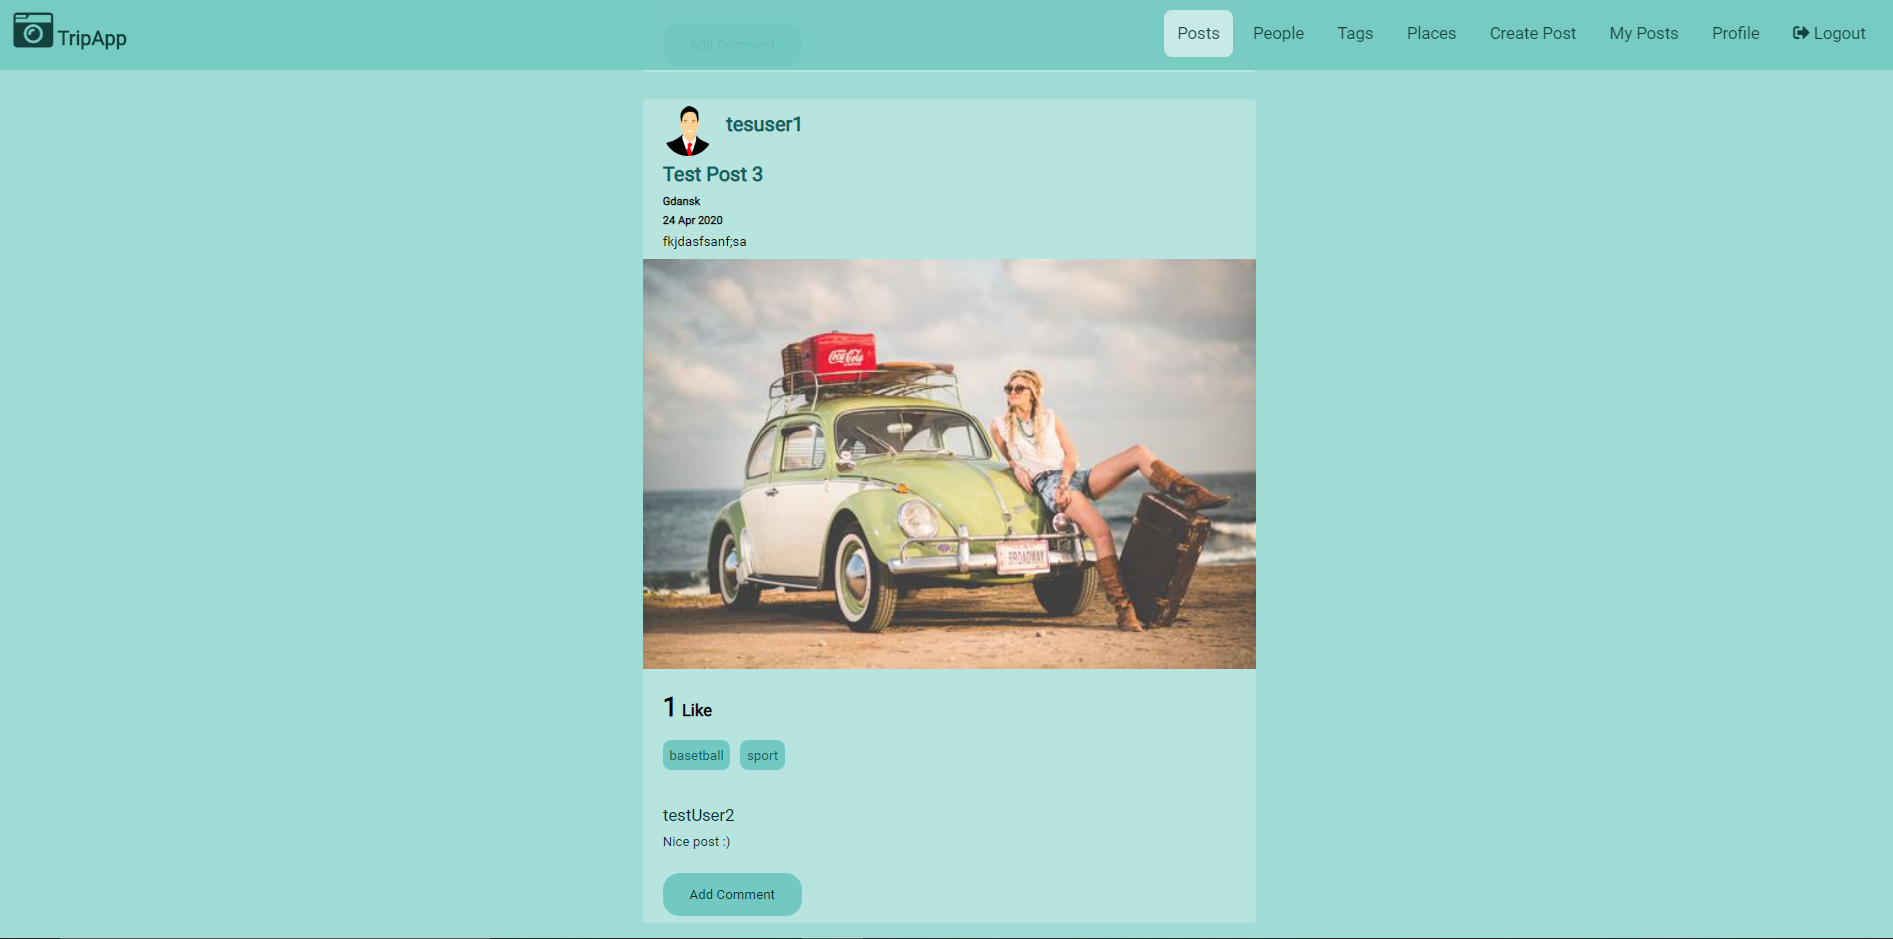 TripApp
Add Comment
Posts People Tags Places Create Post My Posts Profile Logout
tesuser1
Test Post 3
Gdansk
24 Apr 2020
fkjdasfsanf;sa
Coca-Cola
BROADWAY
1 Like
basetball sport
testUser2
Nice post :)
Add Comment